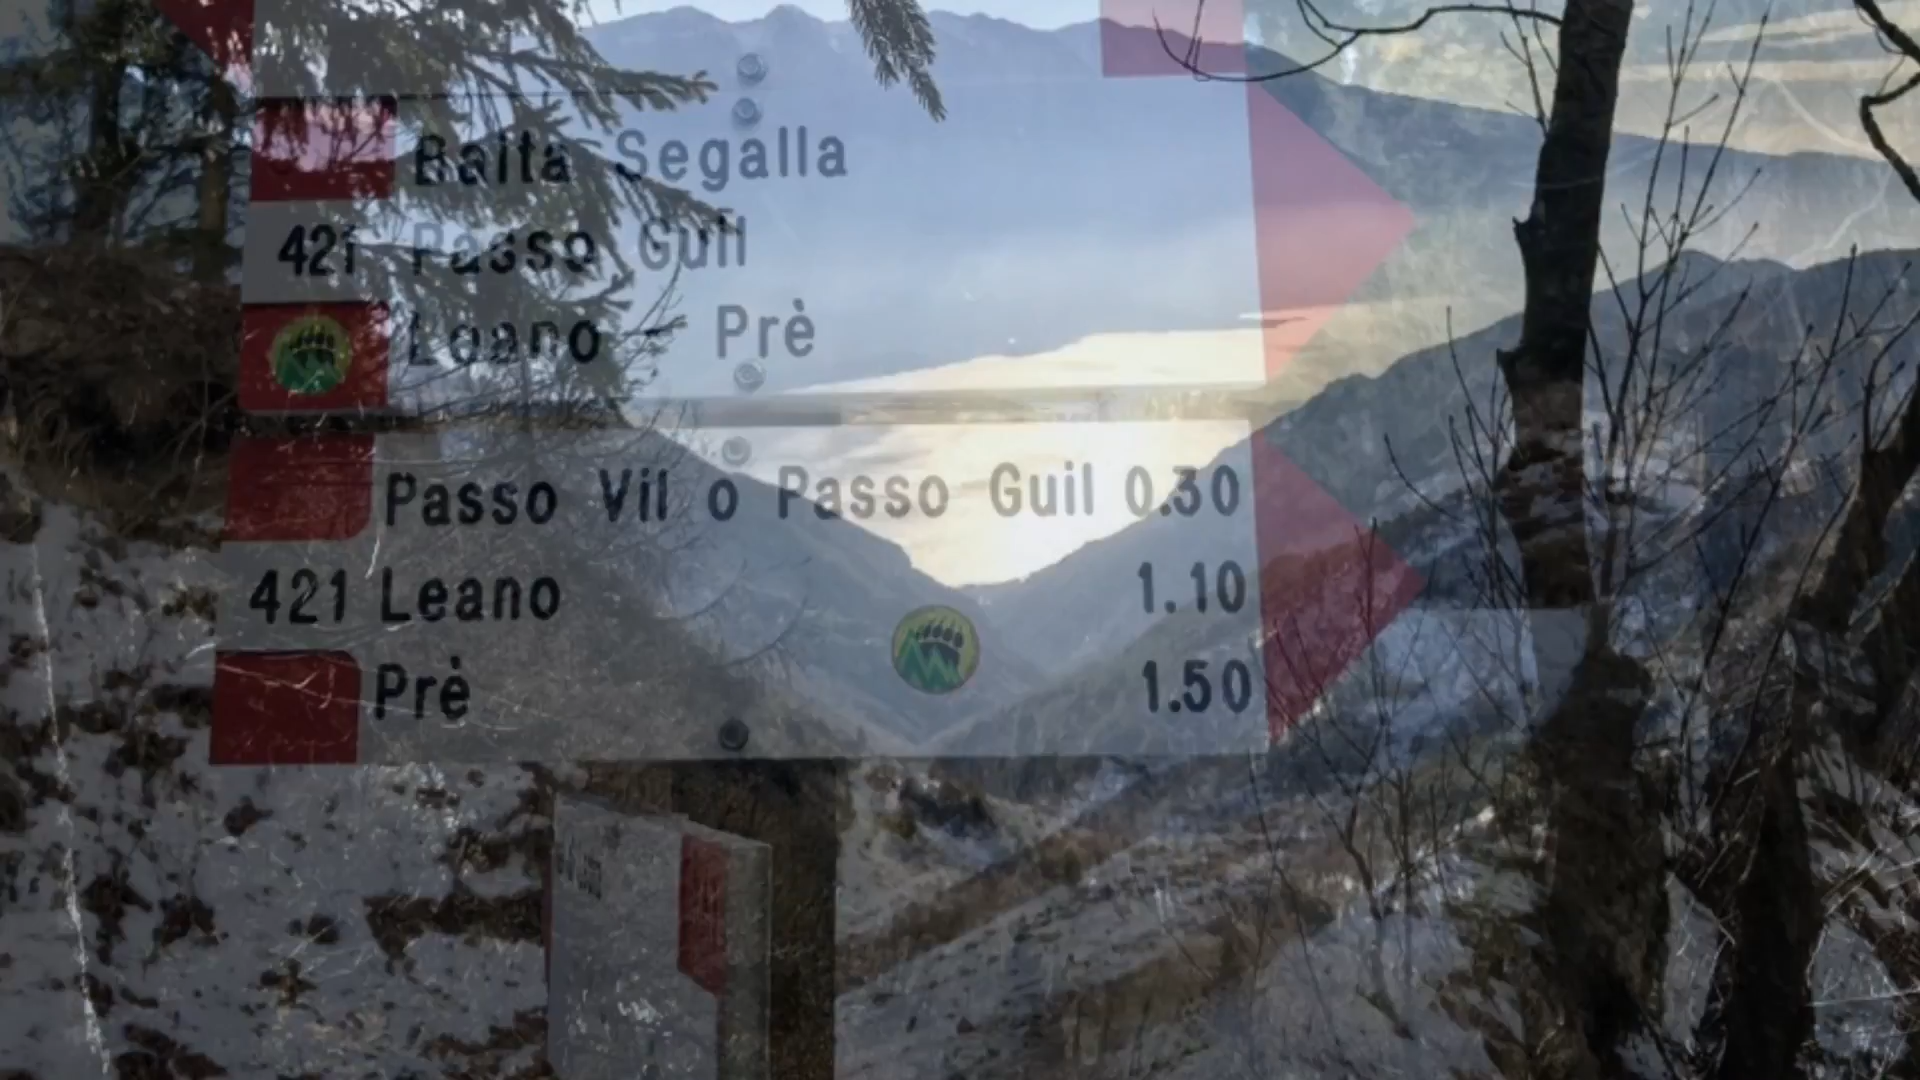 Baita Segalla
421 Passo Guil
Leano - Prè
Passo Vil o Passo Guil 0.30
421 Leano 1.10
Prè 1.50